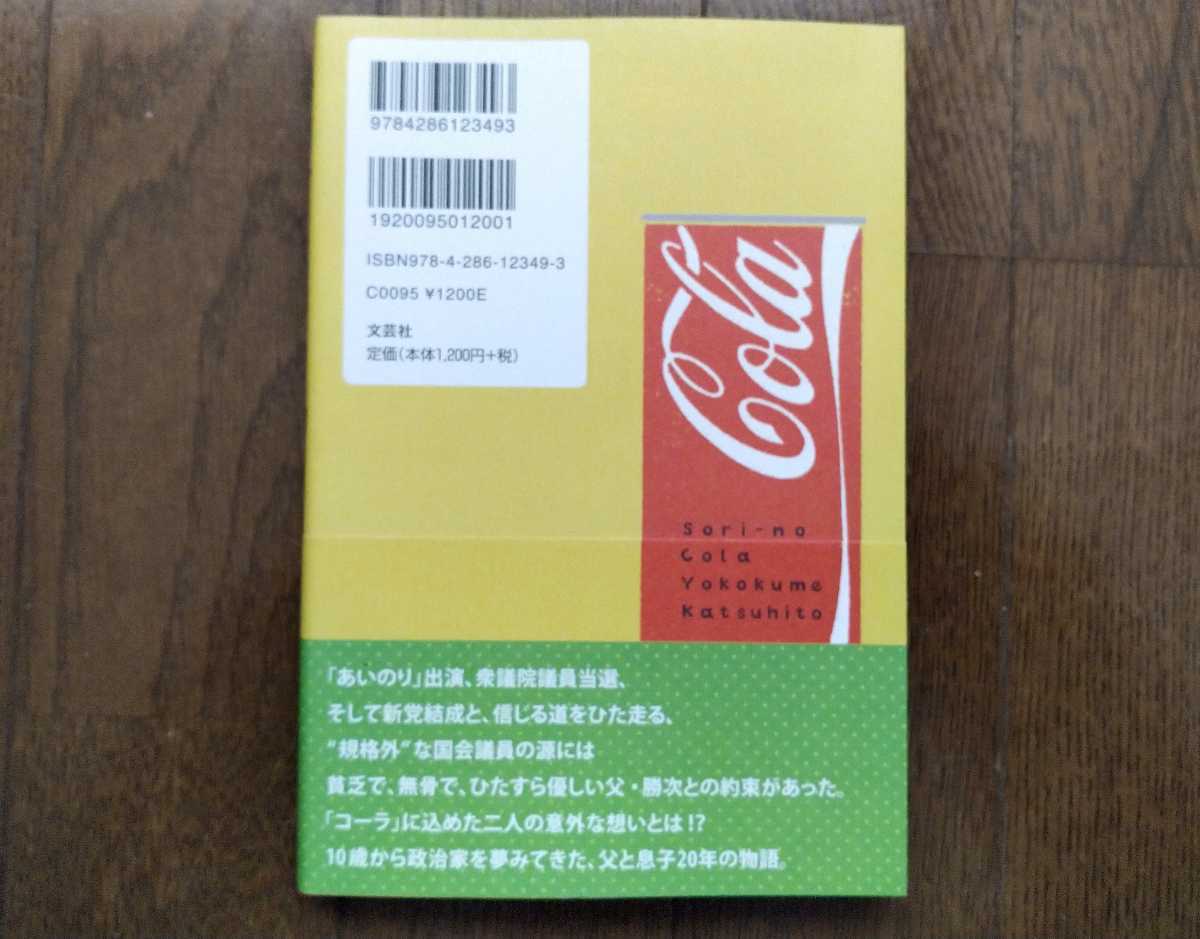 9784286123493
1920095012001
ISBN978-4-286-12349-3
C0095 ¥1200E
文芸社
定価(本体1,200円+税)
Cola
Sori-no
Cola
Yokokume
Katsuhito
「あいのり」出演、衆議院議員当選、
そして新党結成と、信じる道をひた走る、
“規格外”な国会議員の源には
貧乏で、無骨で、ひたすら優しい父・勝次との約束があった。
「コーラ」に込めた二人の意外な想いとは!?
10歳から政治家を夢みてきた、父と息子20年の物語。